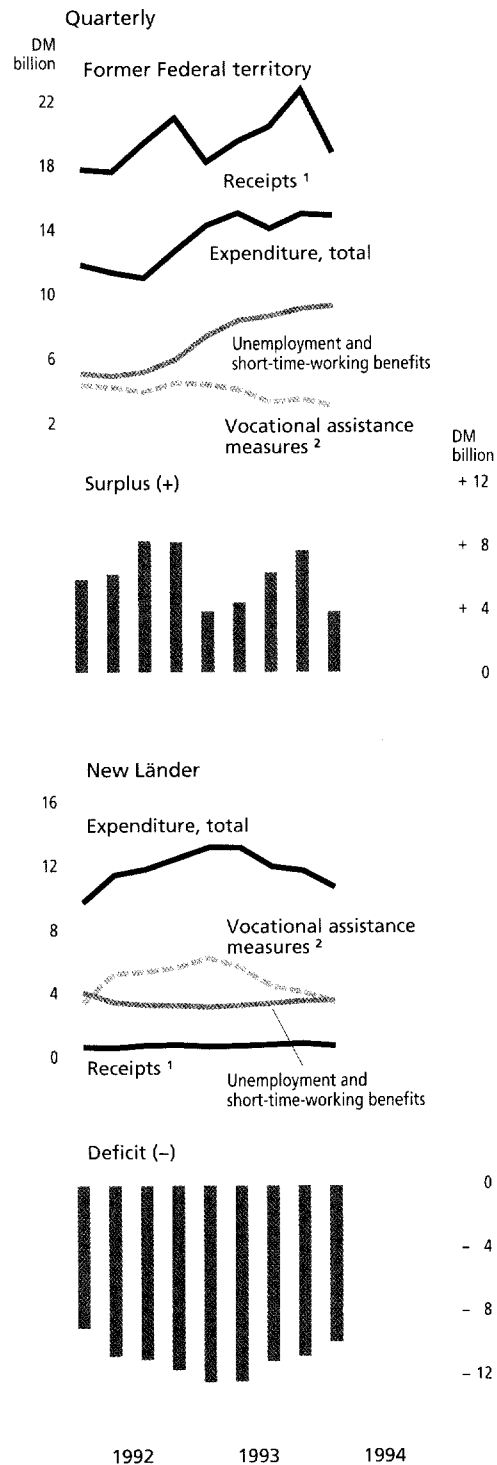 Quarterly
DM
billion
Former Federal territory
22
18
Receipts ¹
14
Expenditure, total
10
Unemployment and
short-time-working benefits
6
Vocational assistance
measures ²
2
DM
billion
Surplus (+)
+ 12
+ 8
+ 4
0
New Länder
16
Expenditure, total
12
8
Vocational assistance
measures ²
4
0
Receipts ¹
Unemployment and
short-time-working benefits
Deficit (–)
0
– 4
– 8
– 12
1992 1993 1994